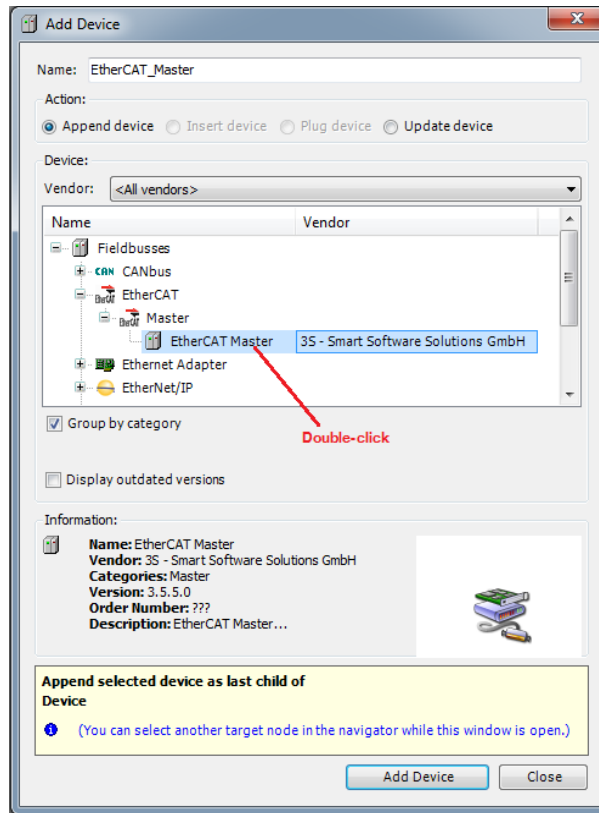 Add Device
Name: EtherCAT_Master
Action:
Append device Insert device Plug device Update device
Device:
Vendor: <All vendors>
Name Vendor
Fieldbusses
CAN CANbus
EtherCAT EtherCAT
EtherCAT Master
EtherCAT Master 3S - Smart Software Solutions GmbH
Ethernet Adapter
EtherNet/IP
Group by category
Double-click
Display outdated versions
Information:
Name: EtherCAT Master
Vendor: 3S - Smart Software Solutions GmbH
Categories: Master
Version: 3.5.5.0
Order Number: ???
Description: EtherCAT Master...
Append selected device as last child of
Device
(You can select another target node in the navigator while this window is open.)
Add Device Close